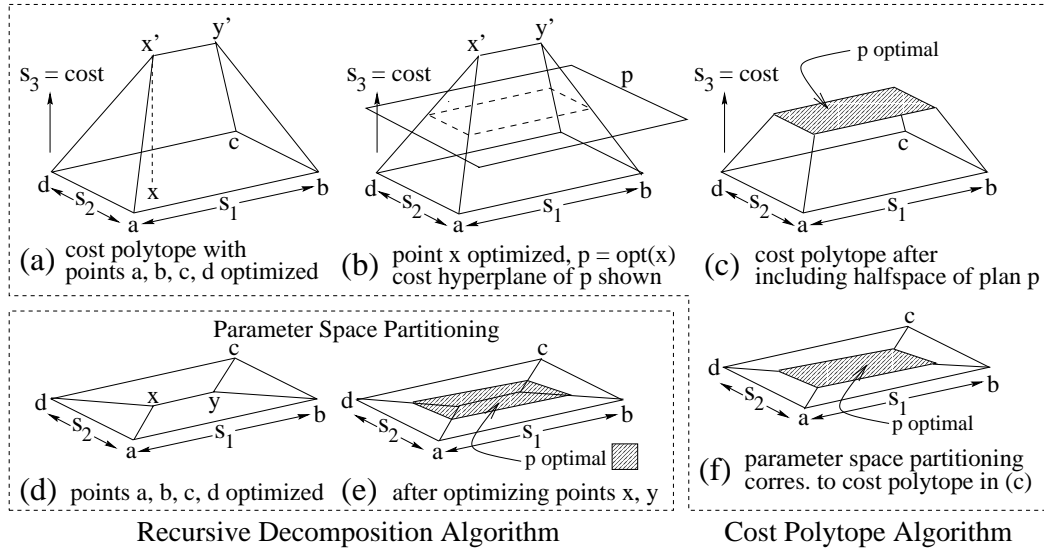 x'
y'
s3 = cost
c
d
x
b
s2
a
s1
(a) cost polytope with
points a, b, c, d optimized
x'
y'
s3 = cost
p
c
d
b
s2
a
s1
(b) point x optimized, p = opt(x)
cost hyperplane of p shown
p optimal
s3 = cost
c
d
b
s2
a
s1
(c) cost polytope after
including halfspace of plan p
Parameter Space Partitioning
c
x
d
y
b
s2
a
s1
(d) points a, b, c, d optimized
c
d
b
s2
a
s1
p optimal
(e) after optimizing points x, y
c
d
b
s2
a
s1
p optimal
(f) parameter space partitioning
corres. to cost polytope in (c)
Recursive Decomposition Algorithm
Cost Polytope Algorithm